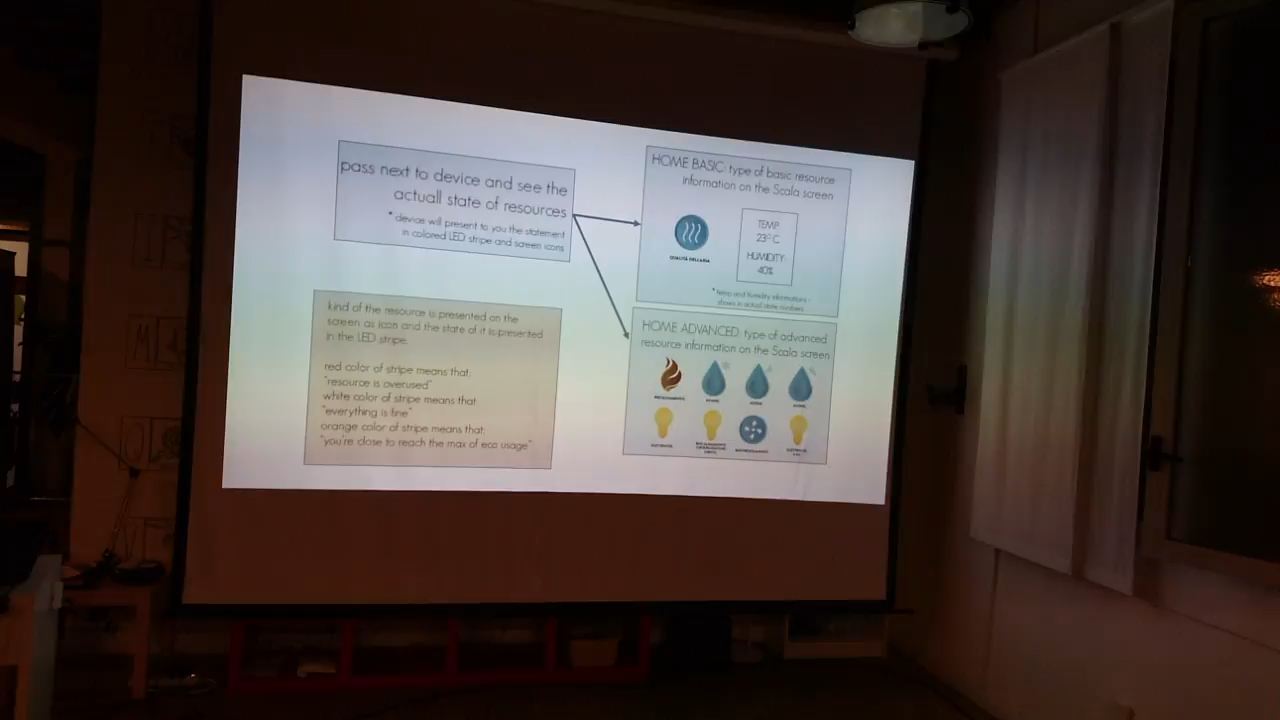 pass next to device and see the
actuall state of resources
* device will present to you the statement
in colored LED stripe and screen icons
kind of the resource is presented on the
screen as icon and the state of it is presented
in the LED stripe.
red color of stripe means that:
"resource is overused"
white color of stripe means that:
"everything is fine"
orange color of stripe means that:
"you're close to reach the max of eco usage"
HOME BASIC: type of basic resource
information on the Scala screen
QUALITÀ DELL'ARIA
TEMP:
23° C
HUMIDITY:
40%
* temp and humidity informations -
shows in actual state numbers
HOME ADVANCED: type of advanced
resource information on the Scala screen